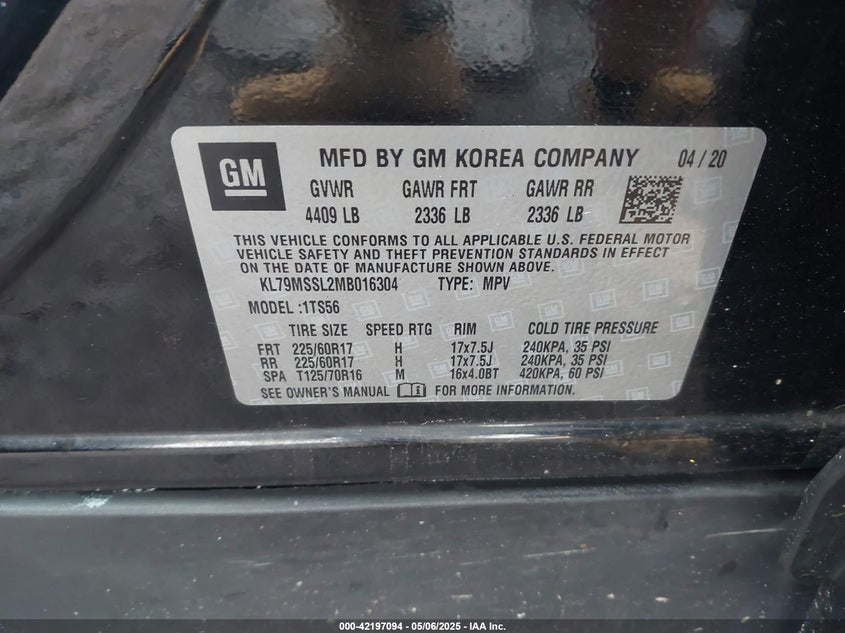 GM MFD BY GM KOREA COMPANY 04 / 20
GVWR GAWR FRT GAWR RR
4409 LB 2336 LB 2336 LB
THIS VEHICLE CONFORMS TO ALL APPLICABLE U.S. FEDERAL MOTOR
VEHICLE SAFETY AND THEFT PREVENTION STANDARDS IN EFFECT
ON THE DATE OF MANUFACTURE SHOWN ABOVE.
KL79MSSL2MB016304 TYPE: MPV
MODEL :1TS56
TIRE SIZE SPEED RTG RIM COLD TIRE PRESSURE
FRT 225/60R17 H 17x7.5J 240KPA, 35 PSI
RR 225/60R17 H 17x7.5J 240KPA, 35 PSI
SPA T125/70R16 M 16x4.0BT 420KPA, 60 PSI
SEE OWNER'S MANUAL FOR MORE INFORMATION.
000-42197094 - 05/06/2025 - IAA Inc.